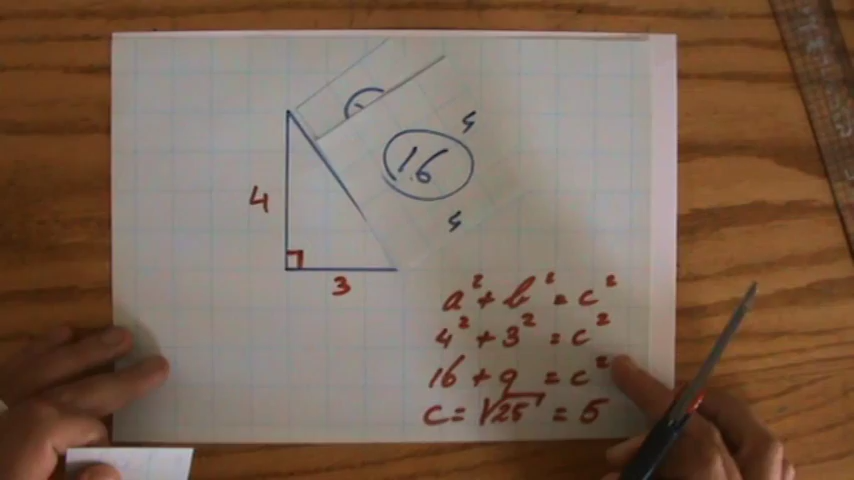 4
16
4
4
3
a² + b² = c²
4² + 3² = c²
16 + 9 = c²
c = √25 = 5